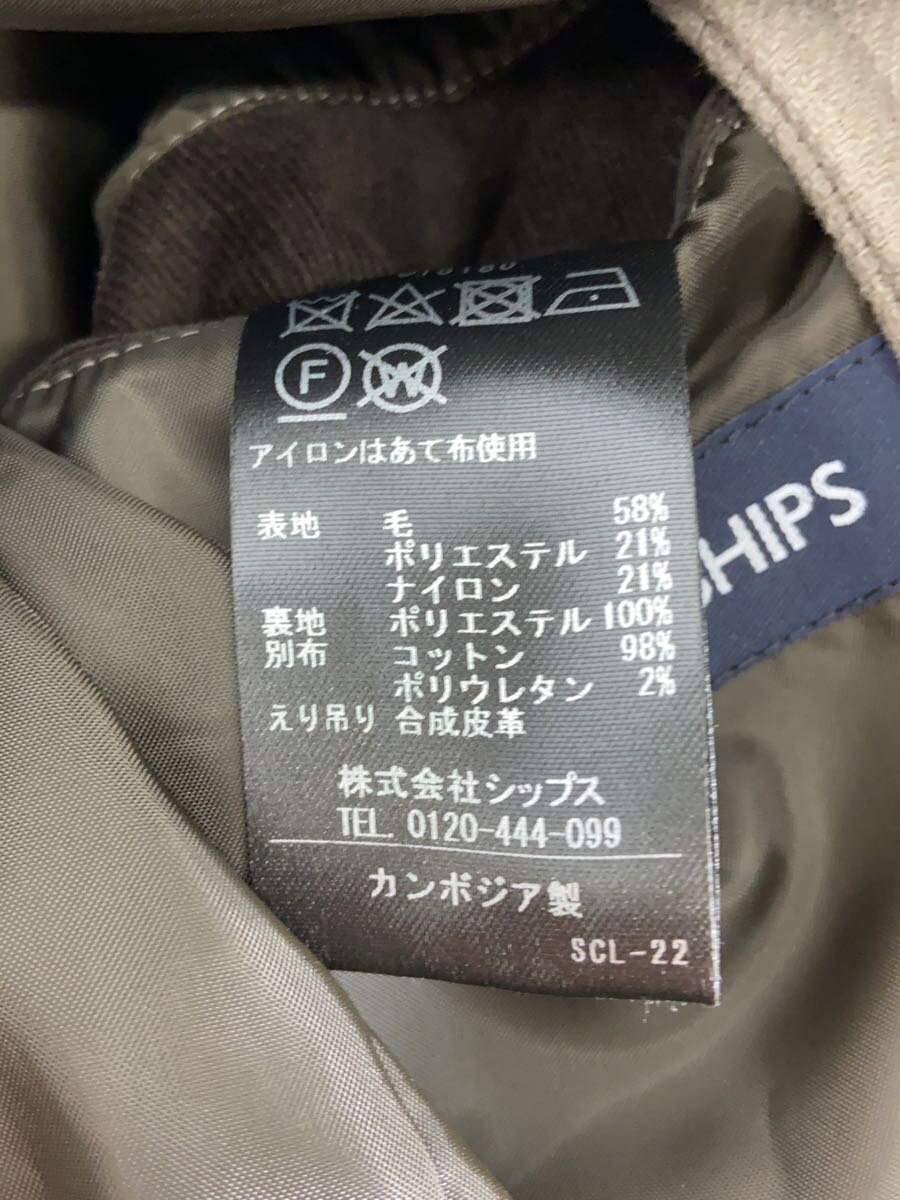 F W
アイロンはあて布使用
表地 毛 58%
ポリエステル 21%
ナイロン 21%
裏地 ポリエステル 100%
別布 コットン 98%
ポリウレタン 2%
えり吊り 合成皮革
株式会社シップス
TEL. 0120-444-099
カンボジア製
SCL-22
SHIPS